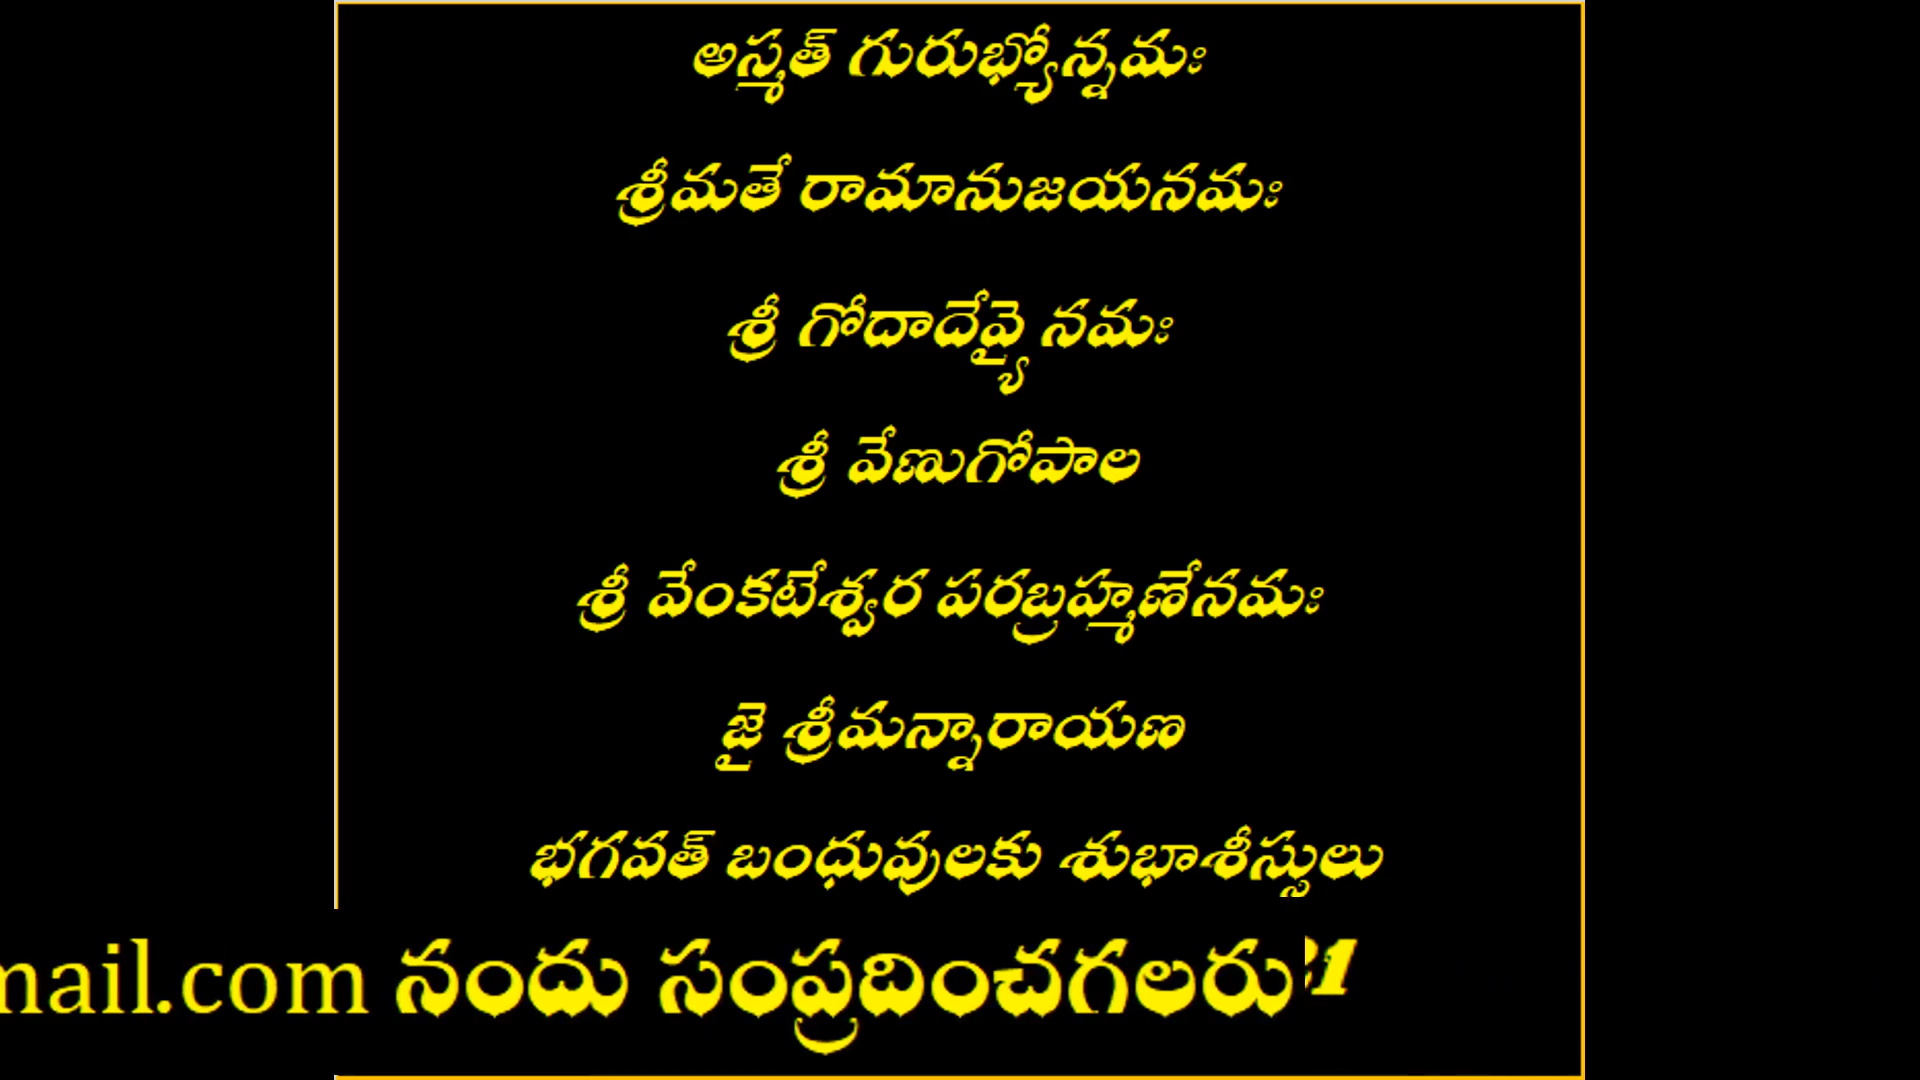 అస్మత్ గురుభ్యోన్నమః
శ్రీమతే రామానుజయనమః
శ్రీ గోదాదేవ్యై నమః
శ్రీ వేణుగోపాల
శ్రీ వేంకటేశ్వర పరబ్రహ్మణేనమః
జై శ్రీమన్నారాయణ
భగవత్ బంధువులకు శుభాశీస్సులు
mail.com నందు సంప్రదించగలరు